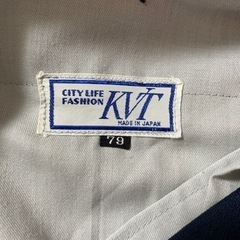 CITY LIFE
FASHION
KVT
MADE IN JAPAN
79